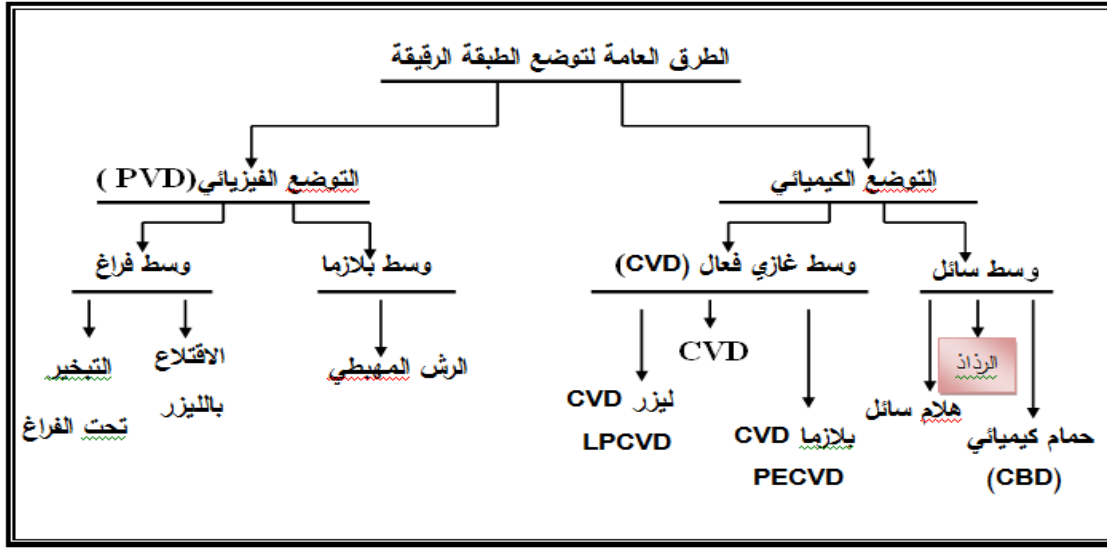 الطرق العامة لتوضع الطبقة الرقيقة
التوضع الكيميائي
التوضع الفيزيائي(PVD )
وسط سائل
وسط غازي فعال (CVD)
وسط بلازما
وسط فراغ
حمام كيميائي
(CBD)
الرذاذ
هلام سائل
بلازما CVD
PECVD
CVD
ليزر CVD
LPCVD
الرش المهبطي
الاقتلاع
بالليزر
التبخير
تحت الفراغ